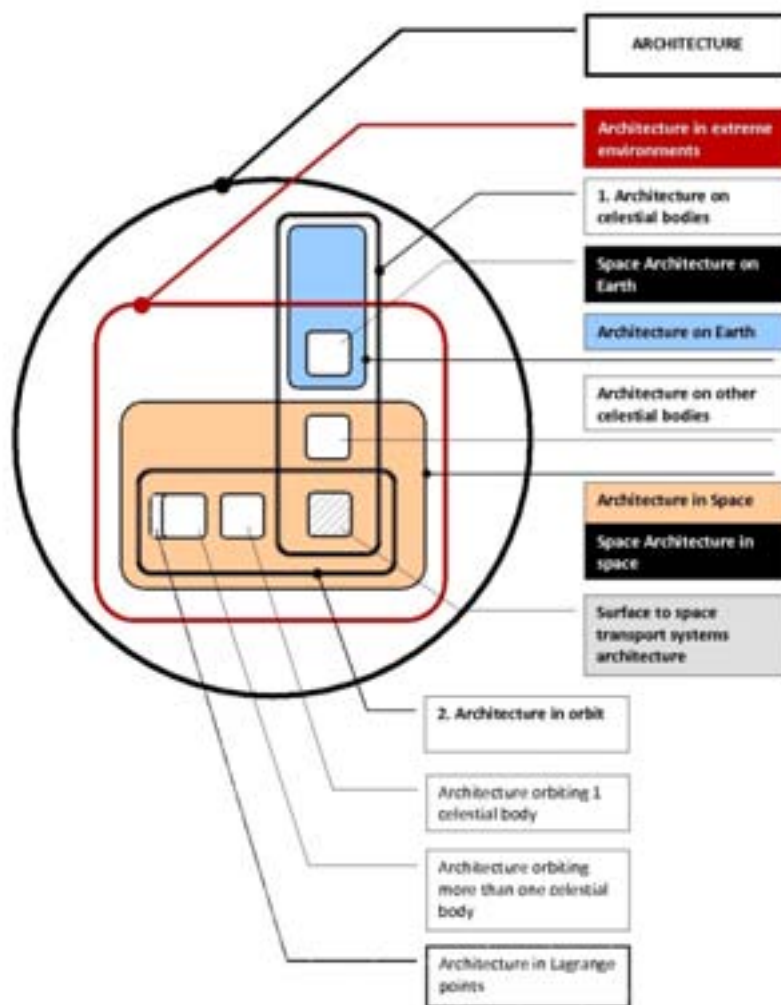 ARCHITECTURE
Architecture in extreme
environments
1. Architecture on
celestial bodies
Space Architecture on
Earth
Architecture on Earth
Architecture on other
celestial bodies
Architecture in Space
Space Architecture in
space
Surface to space
transport systems
architecture
2. Architecture in orbit
Architecture orbiting 1
celestial body
Architecture orbiting
more than one celestial
body
Architecture in Lagrange
points